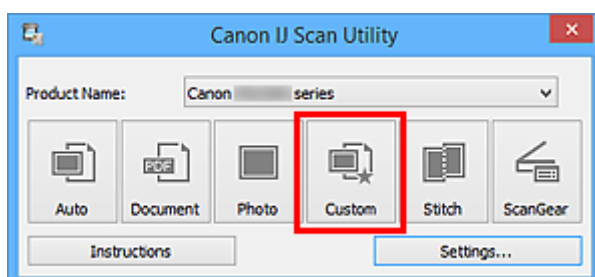 Canon IJ Scan Utility
Product Name: Canon series
Auto Document Photo Custom Stitch ScanGear
PDF
Instructions Settings...